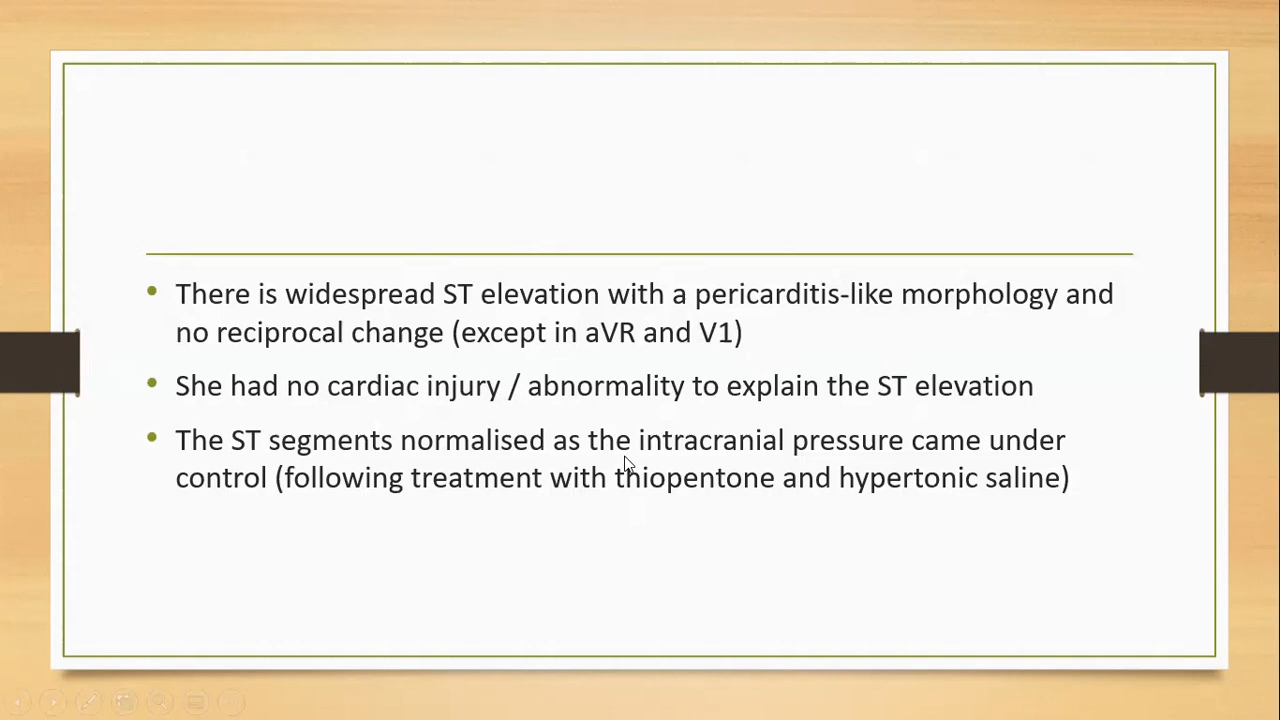 • There is widespread ST elevation with a pericarditis-like morphology and
no reciprocal change (except in aVR and V1)
• She had no cardiac injury / abnormality to explain the ST elevation
• The ST segments normalised as the intracranial pressure came under
control (following treatment with thiopentone and hypertonic saline)